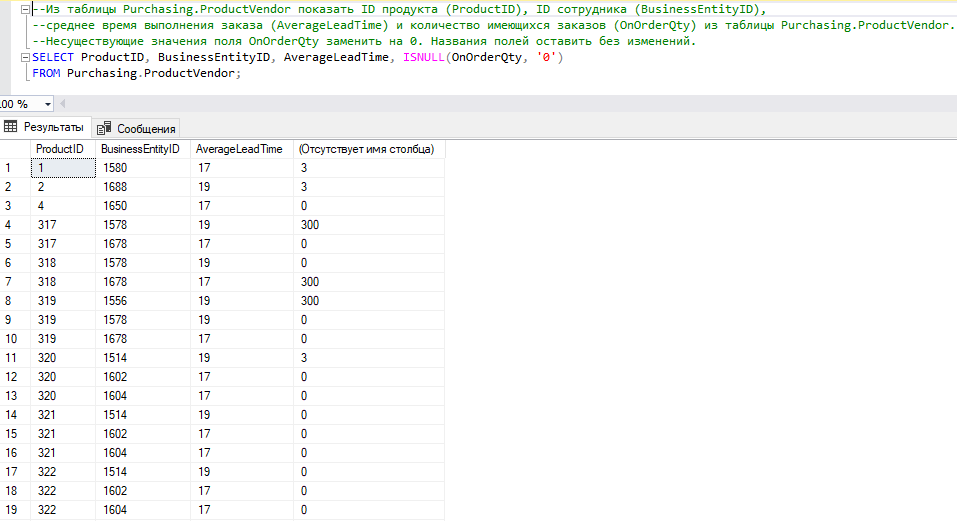 --Из таблицы Purchasing.ProductVendor показать ID продукта (ProductID), ID сотрудника (BusinessEntityID),
--среднее время выполнения заказа (AverageLeadTime) и количество имеющихся заказов (OnOrderQty) из таблицы Purchasing.ProductVendor.
--Несуществующие значения поля OnOrderQty заменить на 0. Названия полей оставить без изменений.
SELECT ProductID, BusinessEntityID, AverageLeadTime, ISNULL(OnOrderQty, '0')
FROM Purchasing.ProductVendor;
00 %
Результаты Сообщения
ProductID BusinessEntityID AverageLeadTime (Отсутствует имя столбца)
1 1 1580 17 3
2 2 1688 19 3
3 4 1650 17 0
4 317 1578 19 300
5 317 1678 17 0
6 318 1578 19 0
7 318 1678 17 300
8 319 1556 19 300
9 319 1578 19 0
10 319 1678 17 0
11 320 1514 19 3
12 320 1602 17 0
13 320 1604 17 0
14 321 1514 19 0
15 321 1602 17 0
16 321 1604 17 0
17 322 1514 19 0
18 322 1602 17 0
19 322 1604 17 0